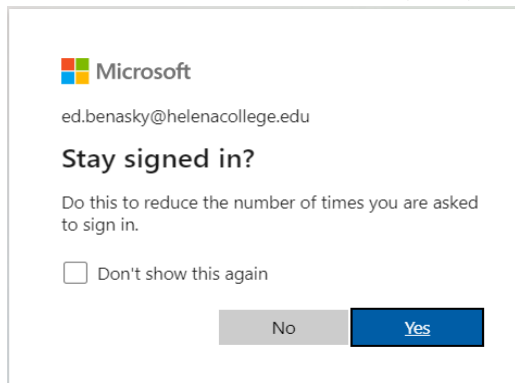 Microsoft
ed.benasky@helenacollege.edu
Stay signed in?
Do this to reduce the number of times you are asked
to sign in.
Don't show this again
No
Yes